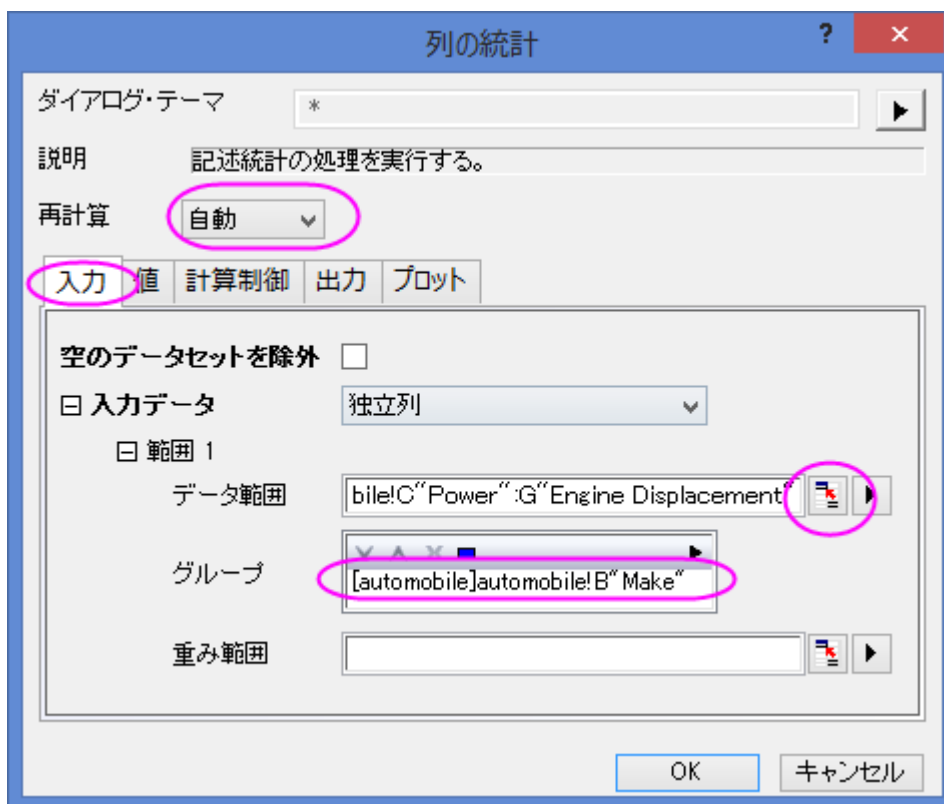 列の統計 ? ×
ダイアログ・テーマ *
説明 記述統計の処理を実行する。
再計算 自動
入力 値 計算制御 出力 プロット
空のデータセットを除外
入力データ 独立列
範囲 1
データ範囲 bile!C"Power":G"Engine Displacement"
グループ [automobile]automobile!B"Make"
重み範囲
OK キャンセル